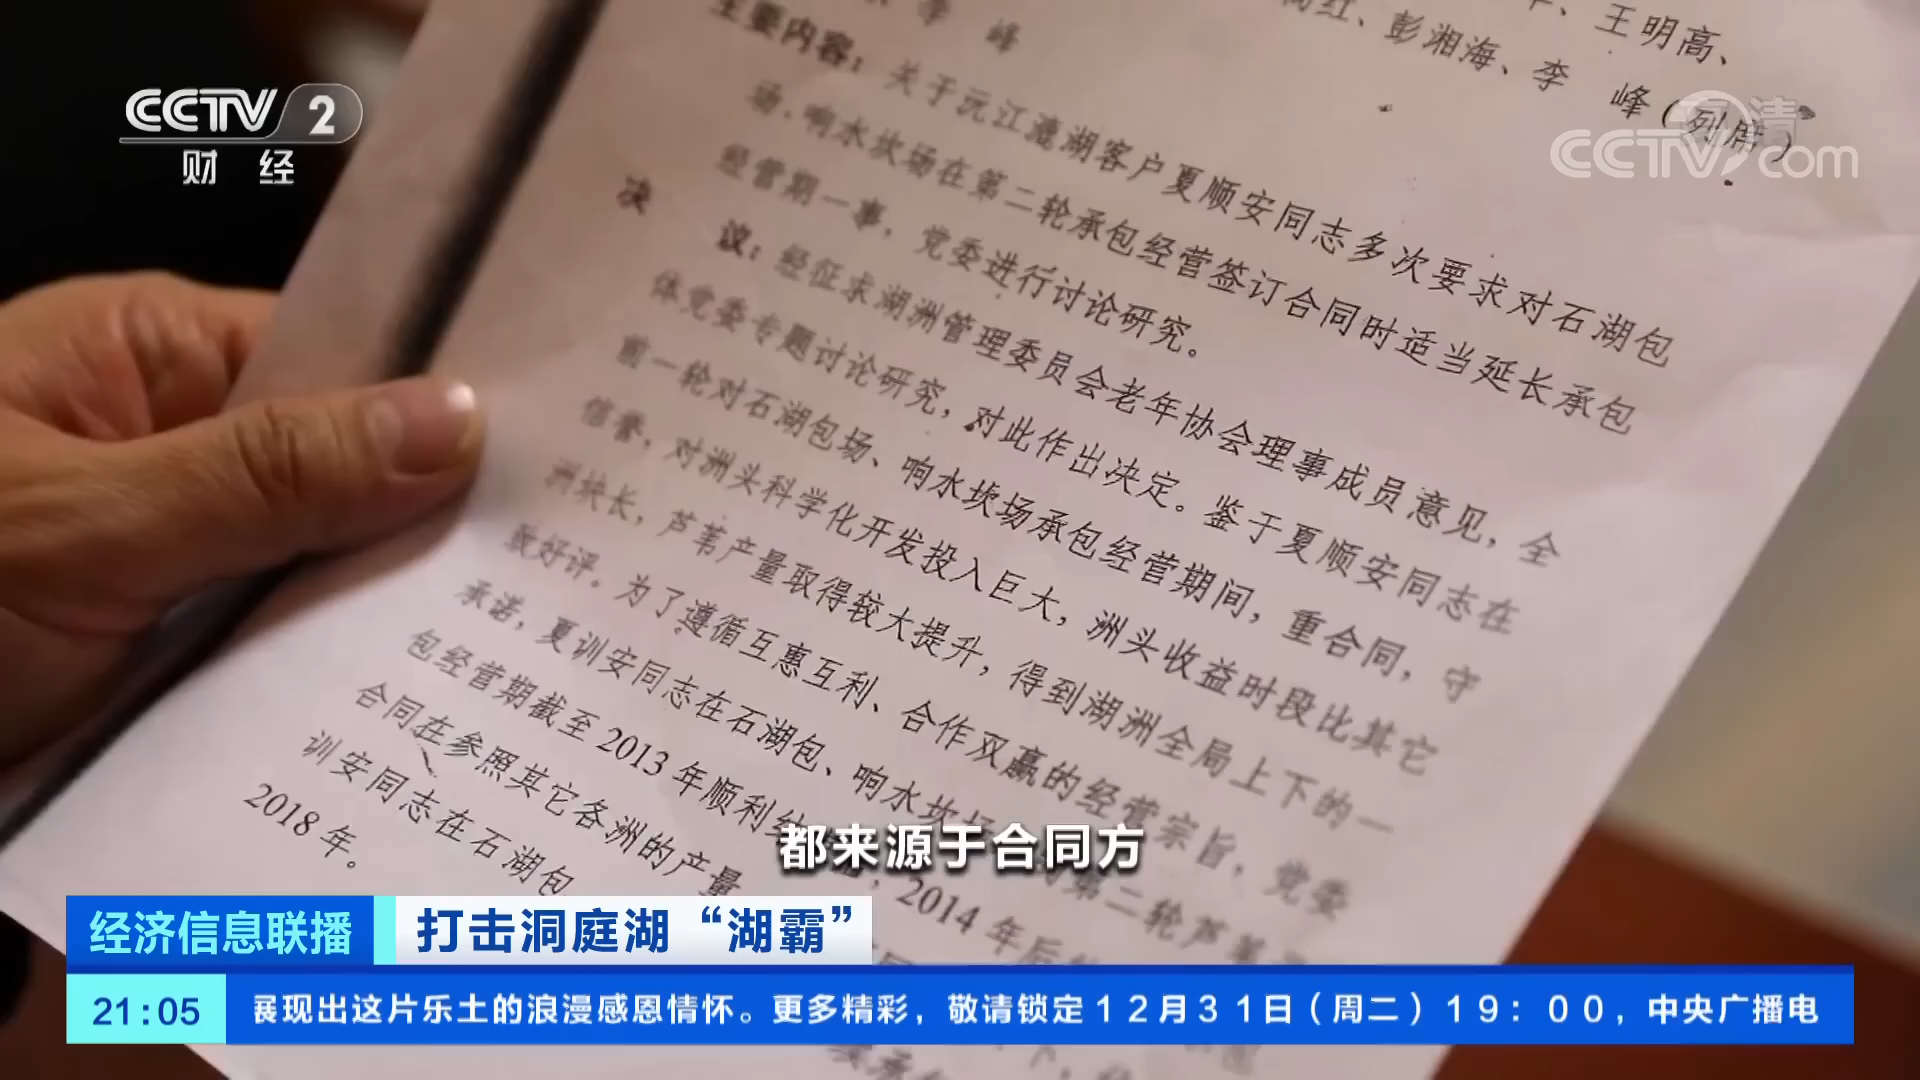 王明高、
彭湘海、李 峰（列席）
李 峰
主要内容：关于沅江漉湖客户夏顺安同志多次要求对石湖包
场、响水坎场在第二轮承包经营签订合同时适当延长承包
经营期一事，党委进行讨论研究。
决 议：经征求湖洲管理委员会老年协会理事成员意见，全
体党委专题讨论研究，对此作出决定。鉴于夏顺安同志在
前一轮对石湖包场、响水坎场承包经营期间，重合同，守
信誉，对洲头科学化开发投入巨大，洲头收益时段比其它
洲块长，芦苇产量取得较大提升，得到湖洲全局上下的一
致好评。为了遵循互惠互利、合作双赢的经营宗旨，党委
承诺，夏训安同志在石湖包、响水坎场 第二轮芦苇
包经营期截至2013年顺利结 ，2014年后
合同在参照其它各洲的产量
训安同志在石湖包
2018年。
CCTV 2
财 经
CCTV com
都来源于合同方
经济信息联播
打击洞庭湖“湖霸”
21:05
展现出这片乐土的浪漫感恩情怀。更多精彩，敬请锁定12月31日（周二）19：00，中央广播电